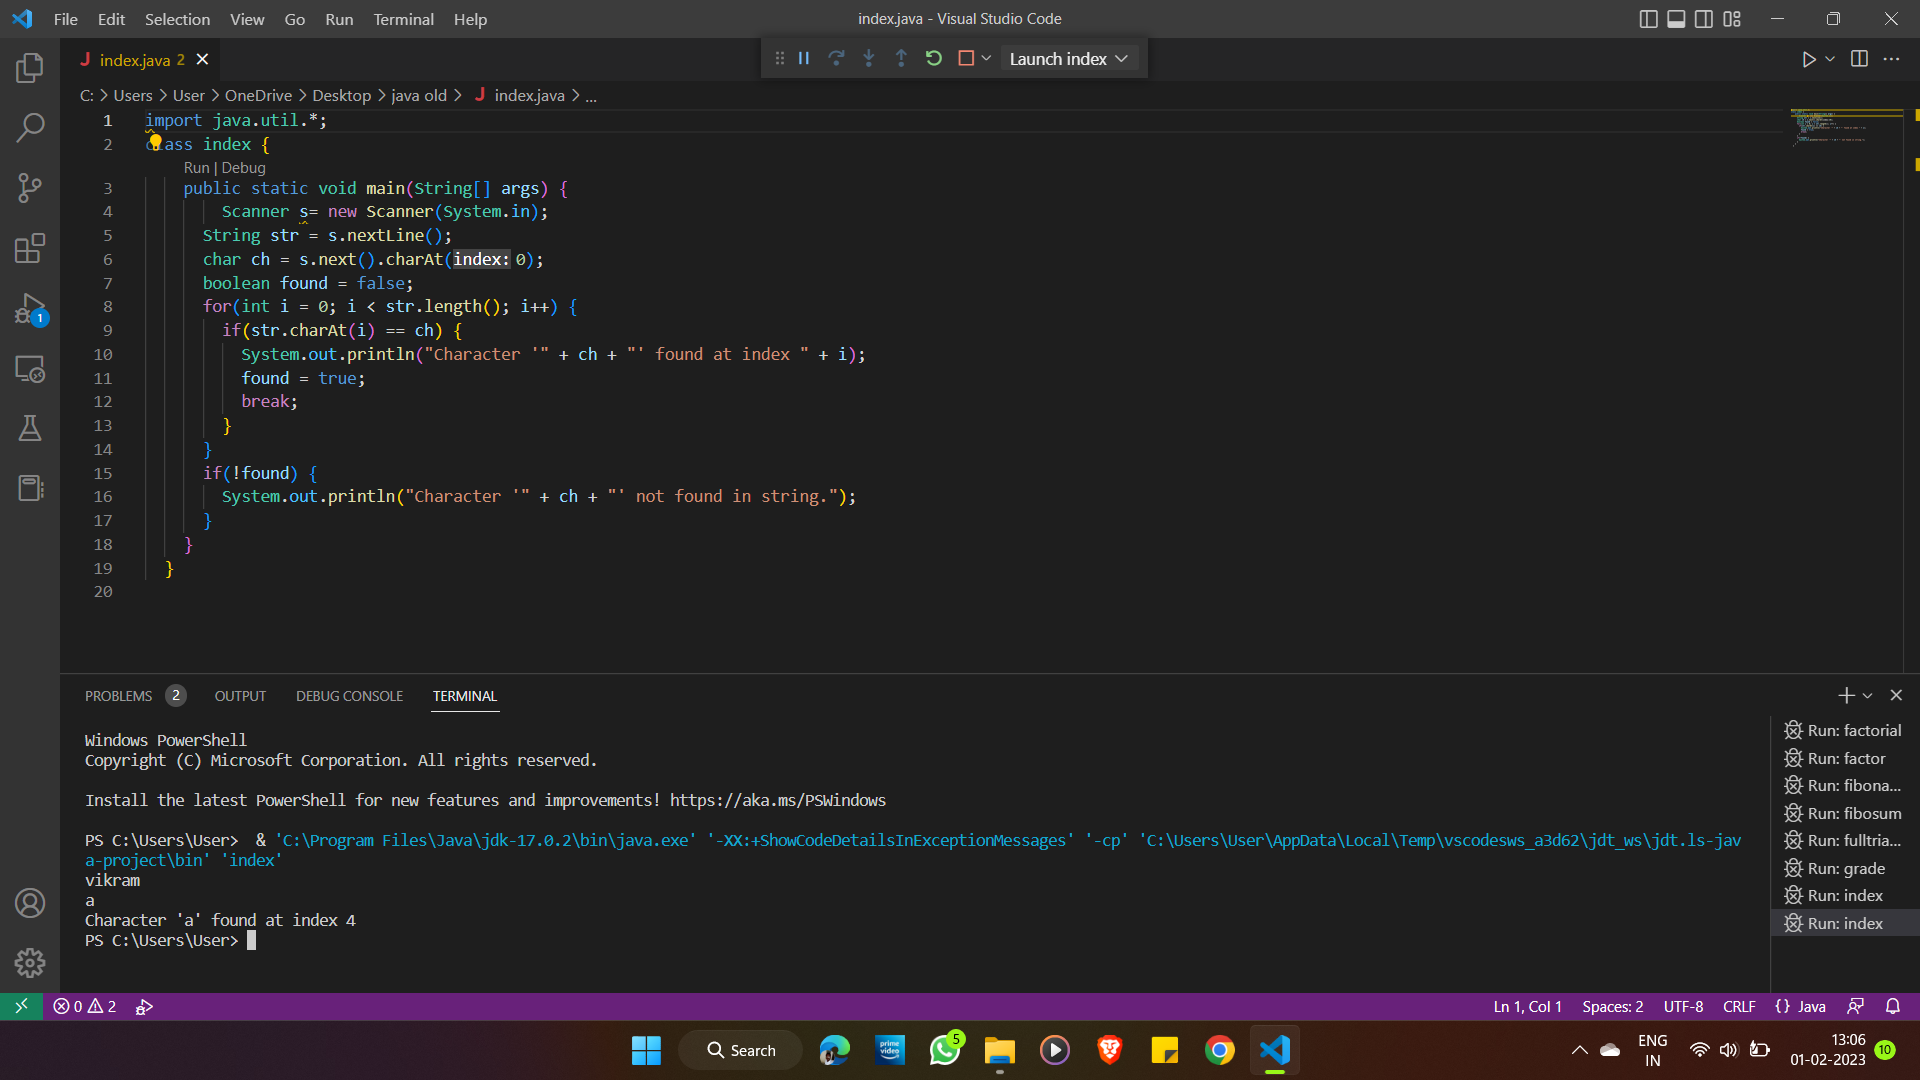 File Edit Selection View Go Run Terminal Help
index.java - Visual Studio Code
J index.java 2
Launch index
C: > Users > User > OneDrive > Desktop > java old > J index.java > ...
1 import java.util.*;
2 class index {
Run | Debug
3 public static void main(String[] args) {
4 Scanner s= new Scanner(System.in);
5 String str = s.nextLine();
6 char ch = s.next().charAt(index:0);
7 boolean found = false;
8 for(int i = 0; i < str.length(); i++) {
9 if(str.charAt(i) == ch) {
10 System.out.println("Character '" + ch + "' found at index " + i);
11 found = true;
12 break;
13 }
14 }
15 if(!found) {
16 System.out.println("Character '" + ch + "' not found in string.");
17 }
18 }
19 }
20
1
PROBLEMS 2 OUTPUT DEBUG CONSOLE TERMINAL
Windows PowerShell
Copyright (C) Microsoft Corporation. All rights reserved.
Install the latest PowerShell for new features and improvements! https://aka.ms/PSWindows
PS C:\Users\User>  & 'C:\Program Files\Java\jdk-17.0.2\bin\java.exe' '-XX:+ShowCodeDetailsInExceptionMessages' '-cp' 'C:\Users\User\AppData\Local\Temp\vscodesws_a3d62\jdt_ws\jdt.ls-jav
a-project\bin' 'index'
vikram
a
Character 'a' found at index 4
PS C:\Users\User>
Run: factorial
Run: factor
Run: fibona...
Run: fibosum
Run: fulltria...
Run: grade
Run: index
Run: index
0 2
Ln 1, Col 1 Spaces: 2 UTF-8 CRLF {} Java
Search
prime video
5
ENG
IN
13:06
01-02-2023
10